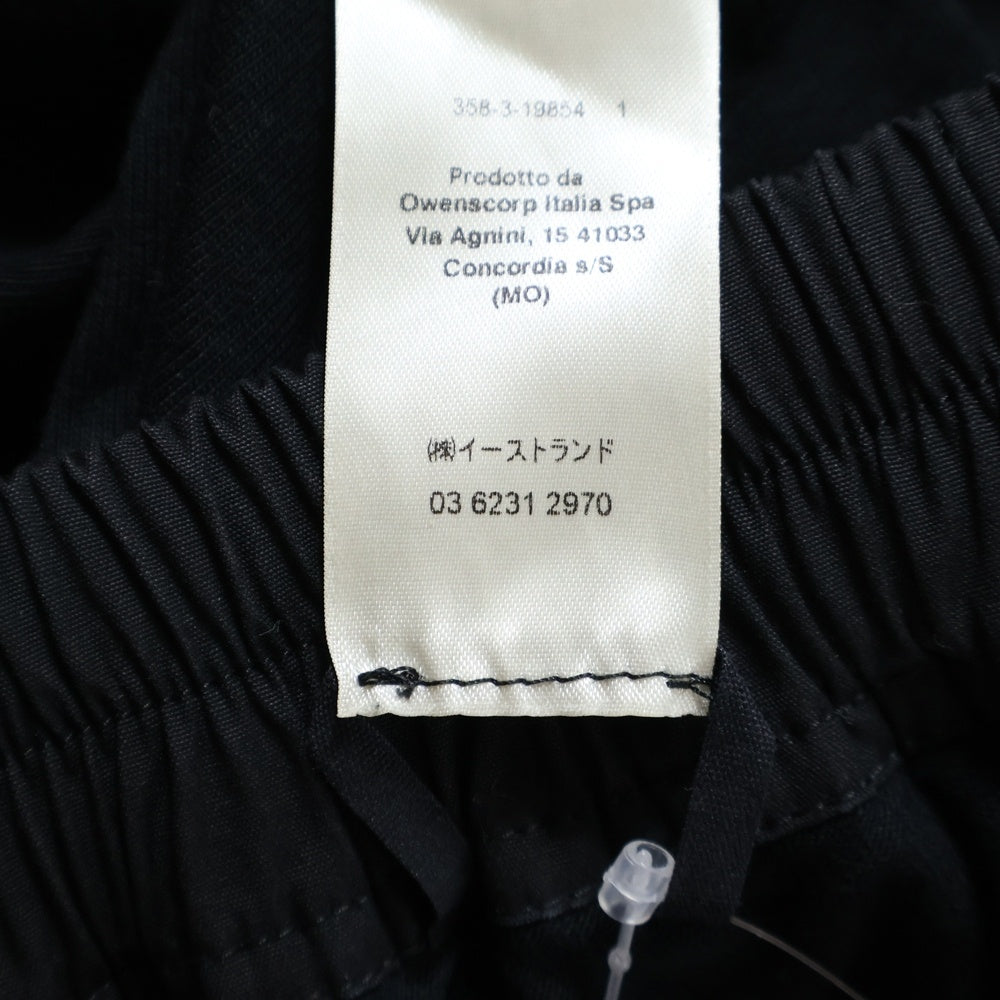 358-3-19854 1
Prodotto da
Owenscorp Italia Spa
Via Agnini, 15 41033
Concordia s/S
(MO)
㈱イーストランド
03 6231 2970